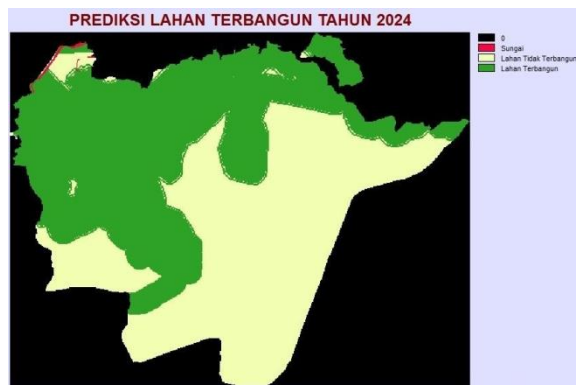 PREDIKSI LAHAN TERBANGUN TAHUN 2024
0
Sungai
Lahan Tidak Terbangun
Lahan Terbangun